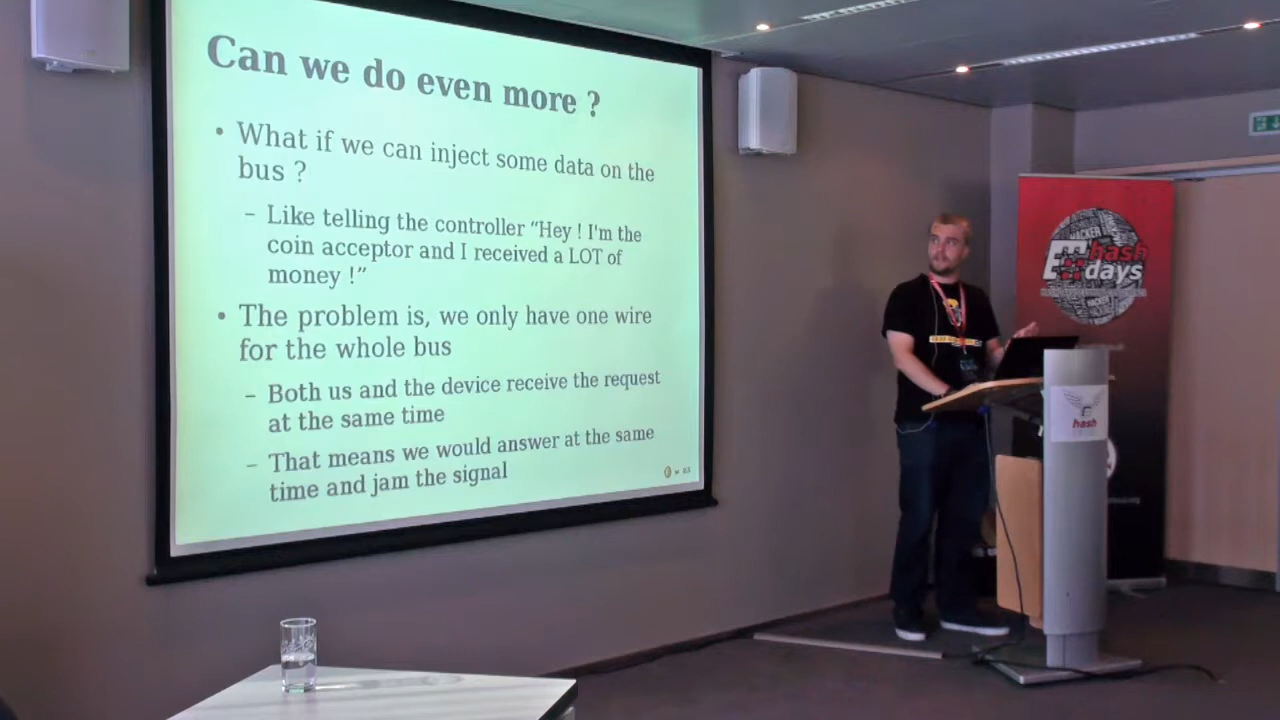 Can we do even more ?
• What if we can inject some data on the
bus ?
– Like telling the controller “Hey ! I'm the
coin acceptor and I received a LOT of
money !”
• The problem is, we only have one wire
for the whole bus
– Both us and the device receive the request
at the same time
– That means we would answer at the same
time and jam the signal
HACKER
hash
days
hash